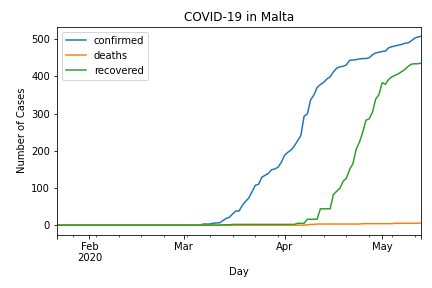 COVID-19 in Malta
confirmed
deaths
recovered
Number of Cases
500
400
300
200
100
0
Feb
2020
Mar
Apr
May
Day